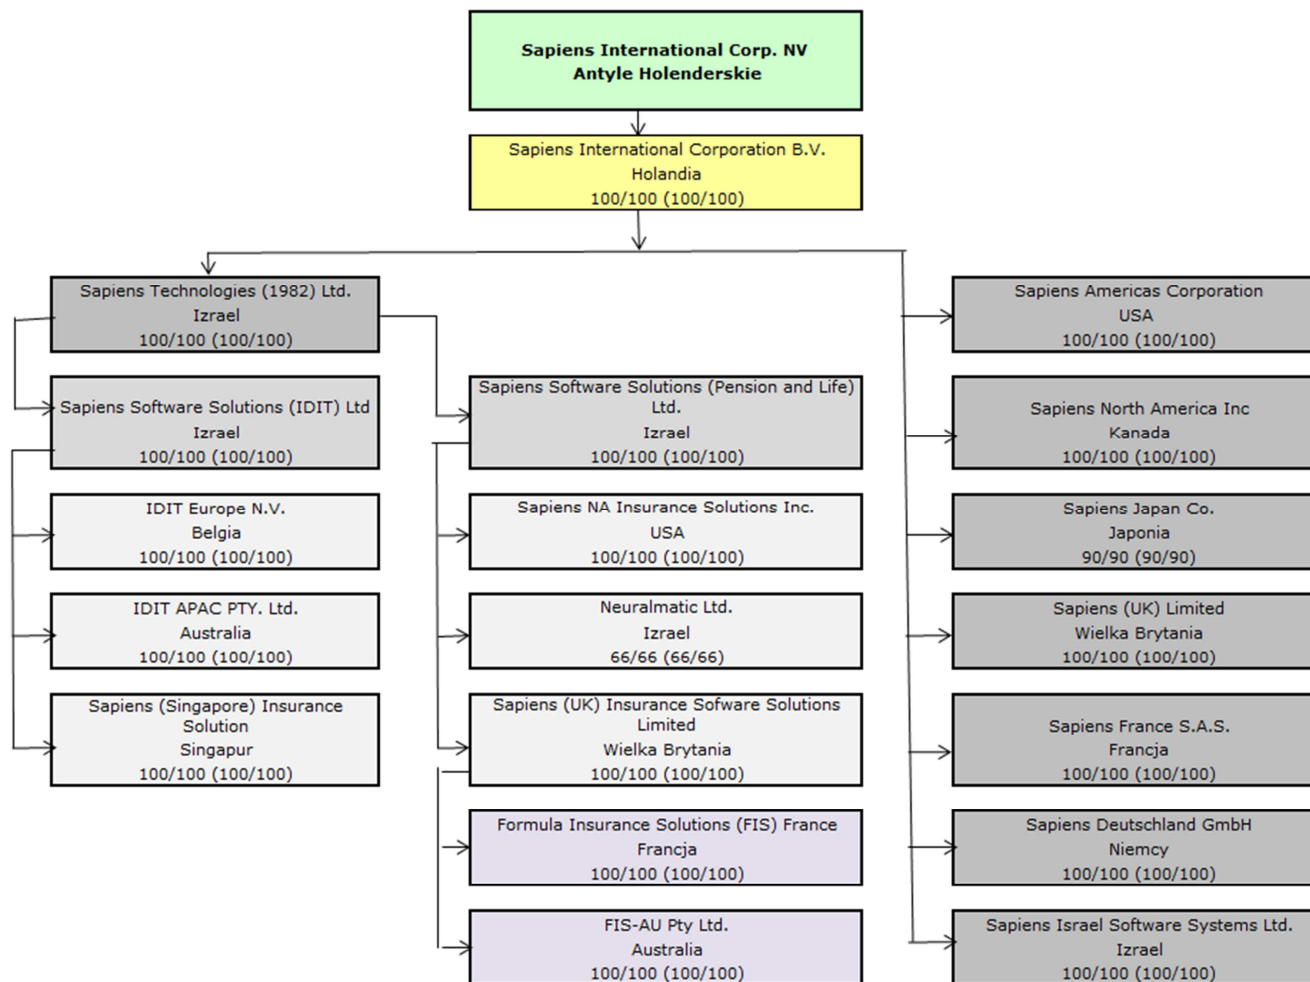 Sapiens International Corp. NV
Antyle Holenderskie
Sapiens International Corporation B.V.
Holandia
100/100 (100/100)
Sapiens Technologies (1982) Ltd.
Izrael
100/100 (100/100)
Sapiens Software Solutions (IDIT) Ltd
Izrael
100/100 (100/100)
IDIT Europe N.V.
Belgia
100/100 (100/100)
IDIT APAC PTY. Ltd.
Australia
100/100 (100/100)
Sapiens (Singapore) Insurance
Solution
Singapur
100/100 (100/100)
Sapiens Software Solutions (Pension and Life)
Ltd.
Izrael
100/100 (100/100)
Sapiens NA Insurance Solutions Inc.
USA
100/100 (100/100)
Neuralmatic Ltd.
Izrael
66/66 (66/66)
Sapiens (UK) Insurance Sofware Solutions
Limited
Wielka Brytania
100/100 (100/100)
Formula Insurance Solutions (FIS) France
Francja
100/100 (100/100)
FIS-AU Pty Ltd.
Australia
100/100 (100/100)
Sapiens Americas Corporation
USA
100/100 (100/100)
Sapiens North America Inc
Kanada
100/100 (100/100)
Sapiens Japan Co.
Japonia
90/90 (90/90)
Sapiens (UK) Limited
Wielka Brytania
100/100 (100/100)
Sapiens France S.A.S.
Francja
100/100 (100/100)
Sapiens Deutschland GmbH
Niemcy
100/100 (100/100)
Sapiens Israel Software Systems Ltd.
Izrael
100/100 (100/100)